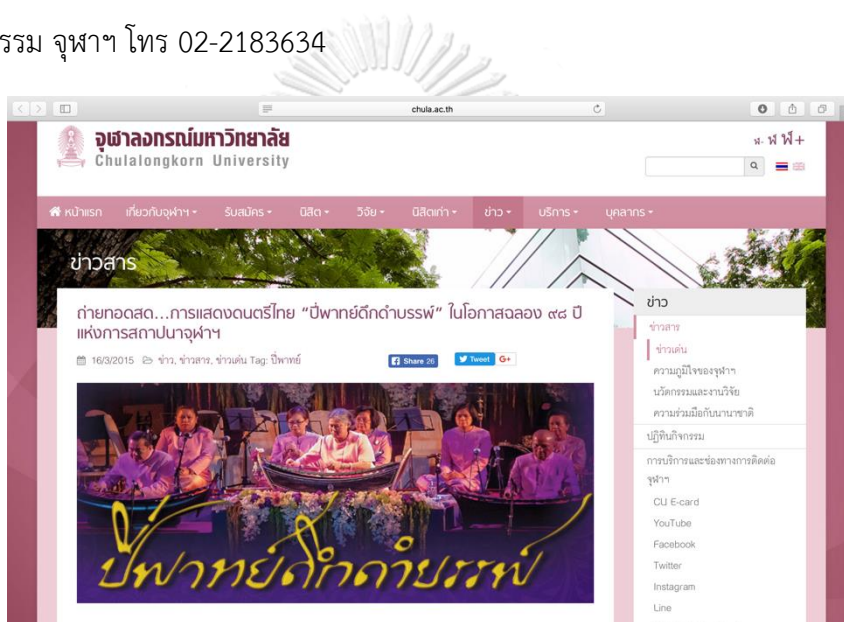 รรม จุฬาฯ โทร 02-2183634
chula.ac.th
จุฬาลงกรณ์มหาวิทยาลัย
Chulalongkorn University
ฬ- ฬ ฬ+
หน้าแรก เกี่ยวกับจุฬาฯ รับสมัคร นิสิต วิจัย นิสิตเก่า ข่าว บริการ บุคลากร
ข่าวสาร
ถ่ายทอดสด...การแสดงดนตรีไทย “ปี่พาทย์ดึกดำบรรพ์” ในโอกาสฉลอง ๙๘ ปี
แห่งการสถาปนาจุฬาฯ
16/3/2015 ข่าว, ข่าวสาร, ข่าวเด่น Tag: ปี่พาทย์
Share 26 Tweet G+
ปี่พาทย์ดึกดำบรรพ์
ข่าว
ข่าวสาร
ข่าวเด่น
ความภูมิใจของจุฬาฯ
นวัตกรรมและงานวิจัย
ความร่วมมือกับนานาชาติ
ปฏิทินกิจกรรม
การบริการและช่องทางการติดต่อ
จุฬาฯ
CU E-card
YouTube
Facebook
Twitter
Instagram
Line